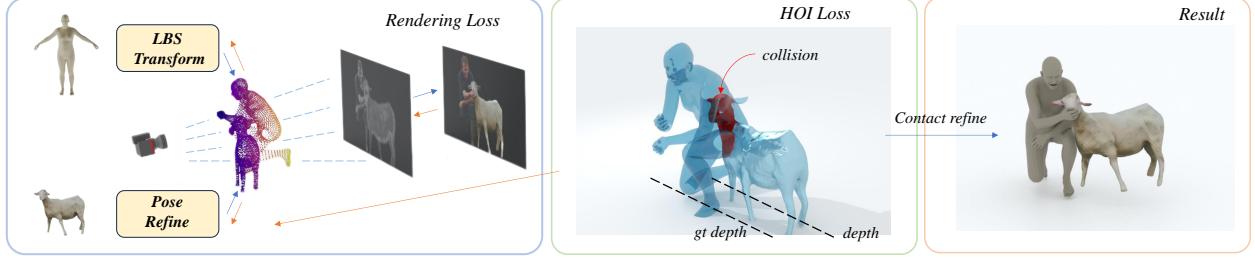 Rendering Loss
LBS
Transform
Pose
Refine
HOI Loss
collision
gt depth
depth
Contact refine
Result